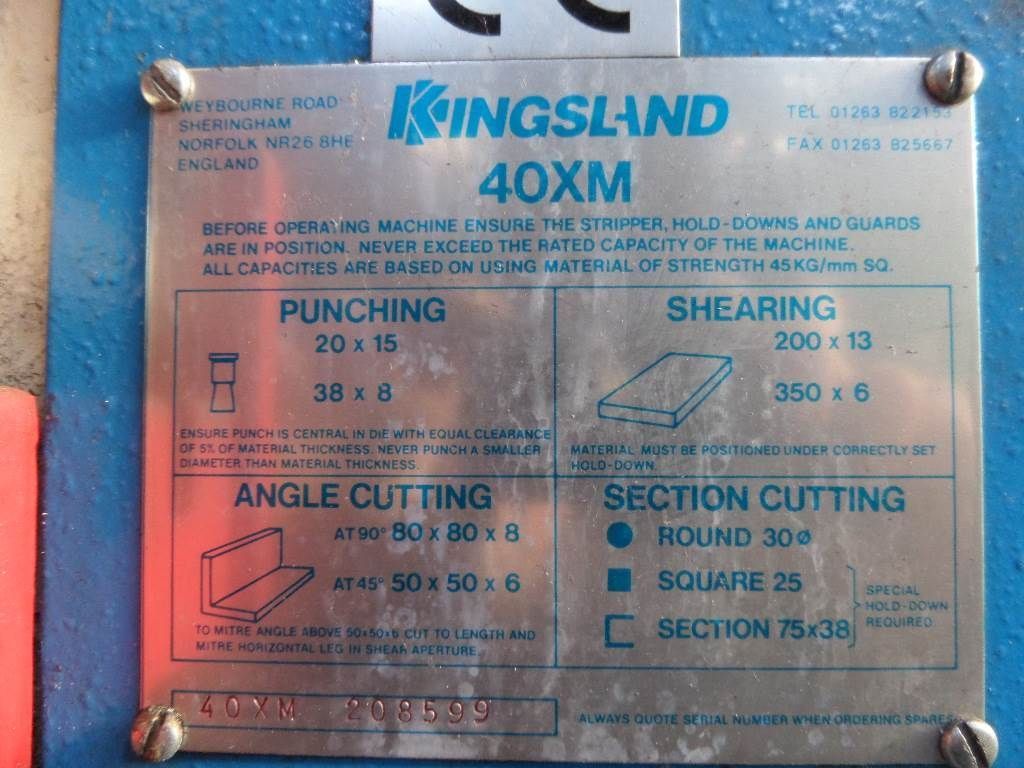 CE
WEYBOURNE ROAD
SHERINGHAM
NORFOLK NR26 8HE
ENGLAND
KINGSLAND
TEL 01263 822153
FAX 01263 825667
40XM
BEFORE OPERATING MACHINE ENSURE THE STRIPPER, HOLD-DOWNS AND GUARDS
ARE IN POSITION. NEVER EXCEED THE RATED CAPACITY OF THE MACHINE.
ALL CAPACITIES ARE BASED ON USING MATERIAL OF STRENGTH 45KG/mm SQ.
PUNCHING
20 x 15
38 x 8
ENSURE PUNCH IS CENTRAL IN DIE WITH EQUAL CLEARANCE
OF 5% OF MATERIAL THICKNESS. NEVER PUNCH A SMALLER
DIAMETER THAN MATERIAL THICKNESS.
SHEARING
200 x 13
350 x 6
MATERIAL MUST BE POSITIONED UNDER CORRECTLY SET
HOLD-DOWN.
ANGLE CUTTING
AT 90° 80 x 80 x 8
AT 45° 50 x 50 x 6
TO MITRE ANGLE ABOVE 50x50x6 CUT TO LENGTH AND
MITRE HORIZONTAL LEG IN SHEAR APERTURE.
SECTION CUTTING
ROUND 30ø
SQUARE 25
SECTION 75x38
SPECIAL
HOLD-DOWN
REQUIRED
40XM 208599
ALWAYS QUOTE SERIAL NUMBER WHEN ORDERING SPARES